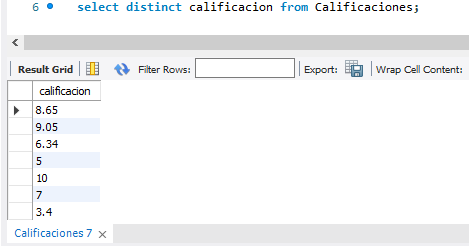 6 select distinct calificacion from Calificaciones;
Result Grid Filter Rows: Export: Wrap Cell Content:
calificacion
8.65
9.05
6.34
5
10
7
3.4
Calificaciones 7